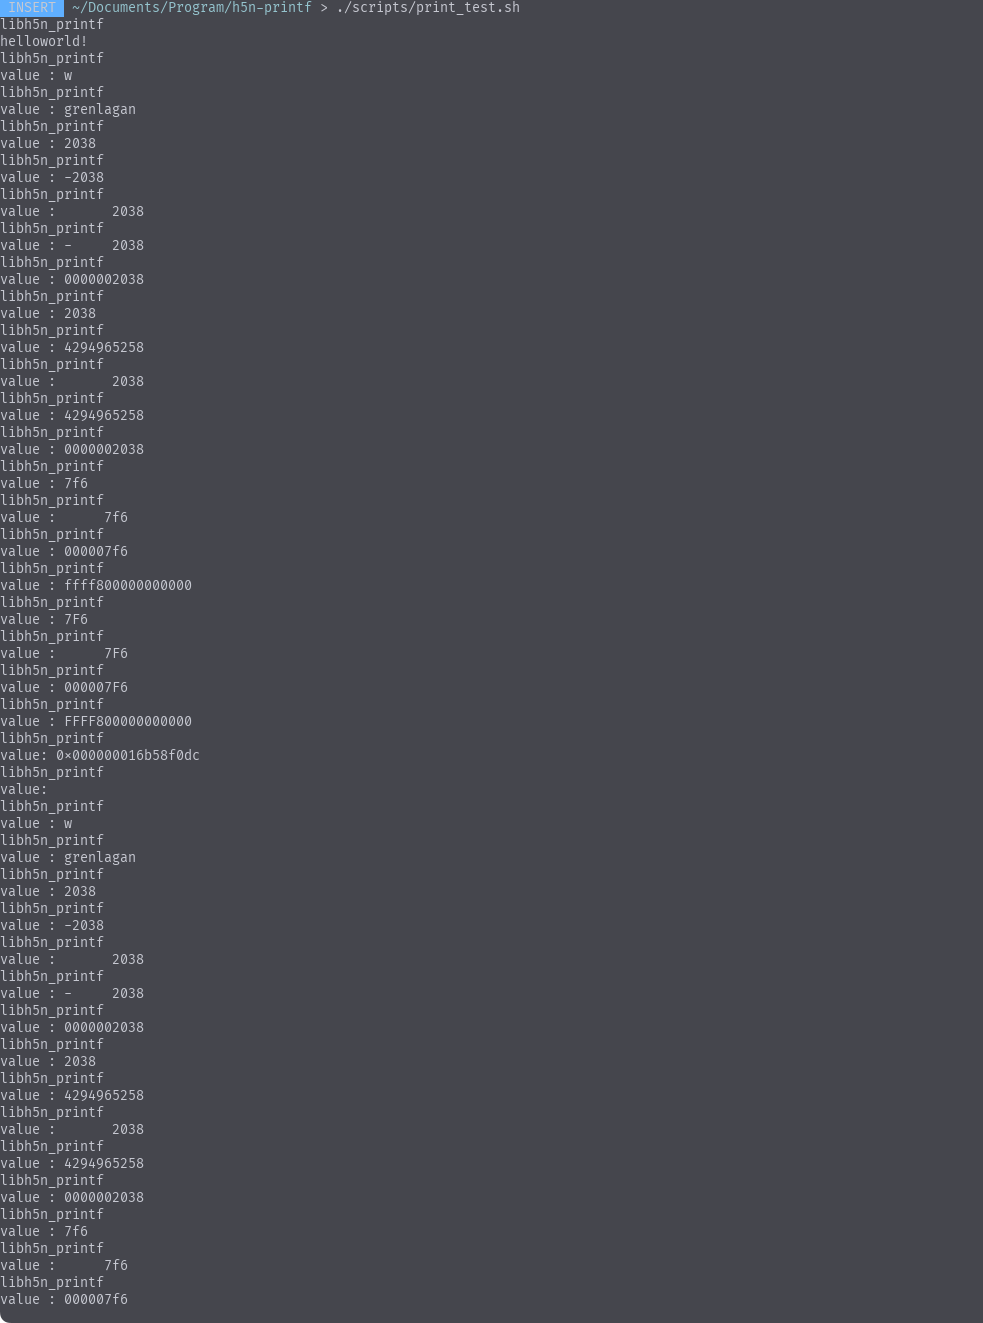 INSERT ~/Documents/Program/h5n-printf > ./scripts/print_test.sh
libh5n_printf
helloworld!
libh5n_printf
value : w
libh5n_printf
value : grenlagan
libh5n_printf
value : 2038
libh5n_printf
value : -2038
libh5n_printf
value :       2038
libh5n_printf
value : -     2038
libh5n_printf
value : 0000002038
libh5n_printf
value : 2038
libh5n_printf
value : 4294965258
libh5n_printf
value :       2038
libh5n_printf
value : 4294965258
libh5n_printf
value : 0000002038
libh5n_printf
value : 7f6
libh5n_printf
value :      7f6
libh5n_printf
value : 000007f6
libh5n_printf
value : ffff800000000000
libh5n_printf
value : 7F6
libh5n_printf
value :      7F6
libh5n_printf
value : 000007F6
libh5n_printf
value : FFFF800000000000
libh5n_printf
value: 0×000000016b58f0dc
libh5n_printf
value:
libh5n_printf
value : w
libh5n_printf
value : grenlagan
libh5n_printf
value : 2038
libh5n_printf
value : -2038
libh5n_printf
value :       2038
libh5n_printf
value : -     2038
libh5n_printf
value : 0000002038
libh5n_printf
value : 2038
libh5n_printf
value : 4294965258
libh5n_printf
value :       2038
libh5n_printf
value : 4294965258
libh5n_printf
value : 0000002038
libh5n_printf
value : 7f6
libh5n_printf
value :      7f6
libh5n_printf
value : 000007f6